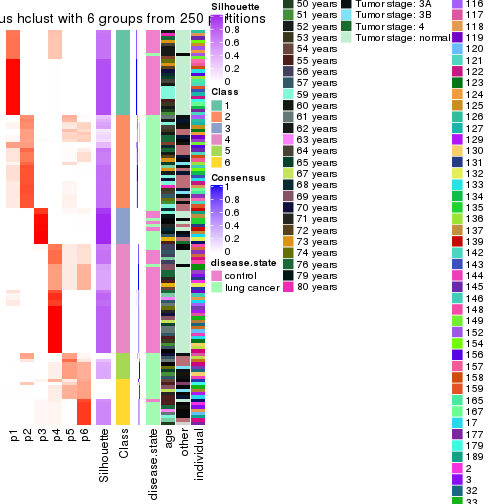 us hclust with 6 groups from 250 partitions
Silhouette
0.8
0.6
0.4
0.2
0
Class
1
2
3
4
5
6
Consensus
1
0.8
0.6
0.4
0.2
0
disease.state
control
lung cancer
50 years
51 years
52 years
53 years
54 years
55 years
56 years
57 years
59 years
60 years
61 years
62 years
63 years
64 years
65 years
67 years
68 years
69 years
70 years
71 years
72 years
73 years
74 years
76 years
79 years
80 years
Tumor stage: 3A
Tumor stage: 3B
Tumor stage: 4
Tumor stage: normal
116
117
118
119
120
121
122
123
124
125
126
127
129
130
131
132
133
134
135
136
137
139
142
143
144
145
146
148
149
152
154
156
157
158
159
165
167
17
177
179
189
2
3
32
33
p1
p2
p3
p4
p5
p6
Silhouette
Class
disease.state
age
other
individual